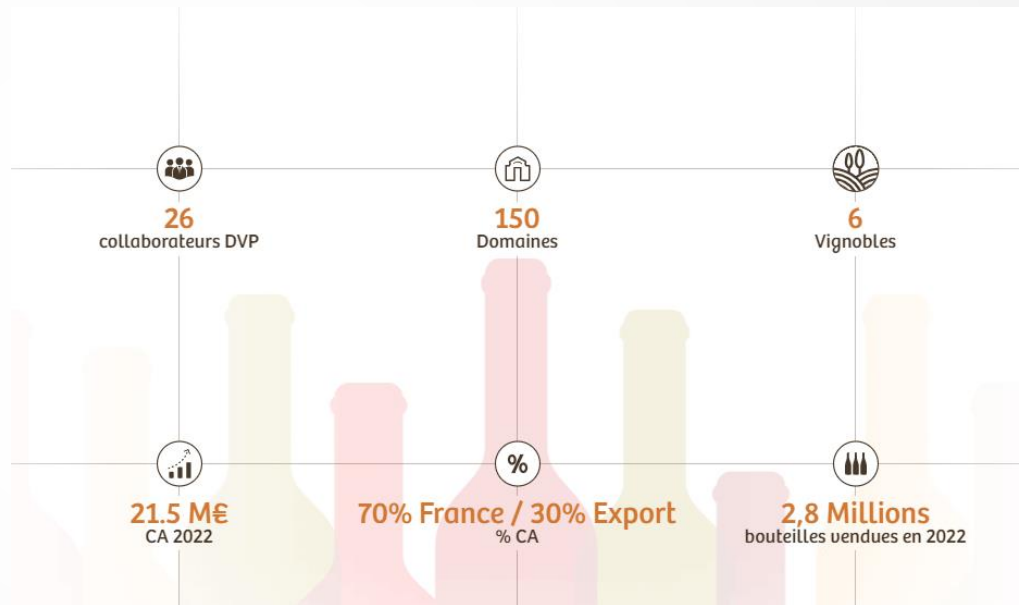 26
collaborateurs DVP
150
Domaines
6
Vignobles
21.5 M€
CA 2022
%
70% France / 30% Export
% CA
2,8 Millions
bouteilles vendues en 2022